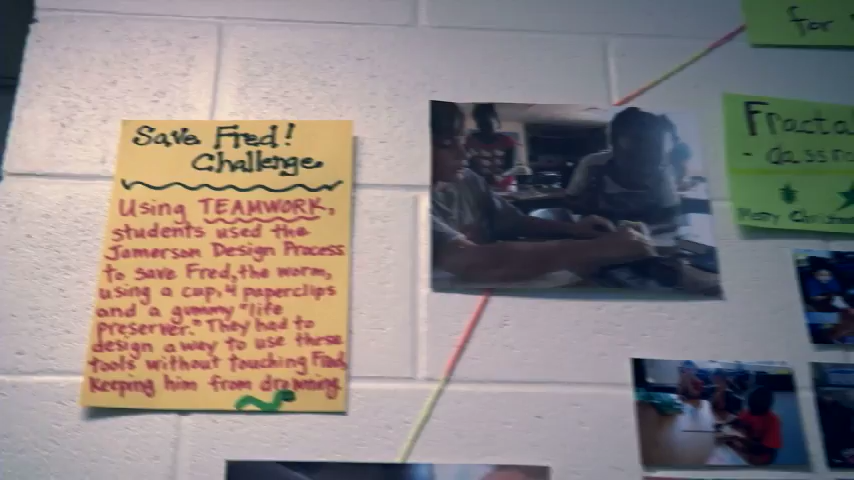 Save Fred!
Challenge
Using TEAMWORK,
students used the
Jamerson Design Process
to save Fred, the worm,
using a cup, 4 paperclips
and a gummy "life
preserver." They had to
design a way to use these
tools without touching Fred,
keeping him from drowning.
for
Fracta
- classro
Merry Christmas